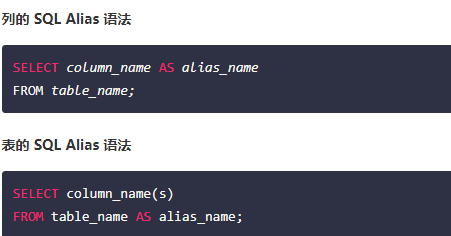 列的 SQL Alias 语法
SELECT column_name AS alias_name
FROM table_name;
表的 SQL Alias 语法
SELECT column_name(s)
FROM table_name AS alias_name;